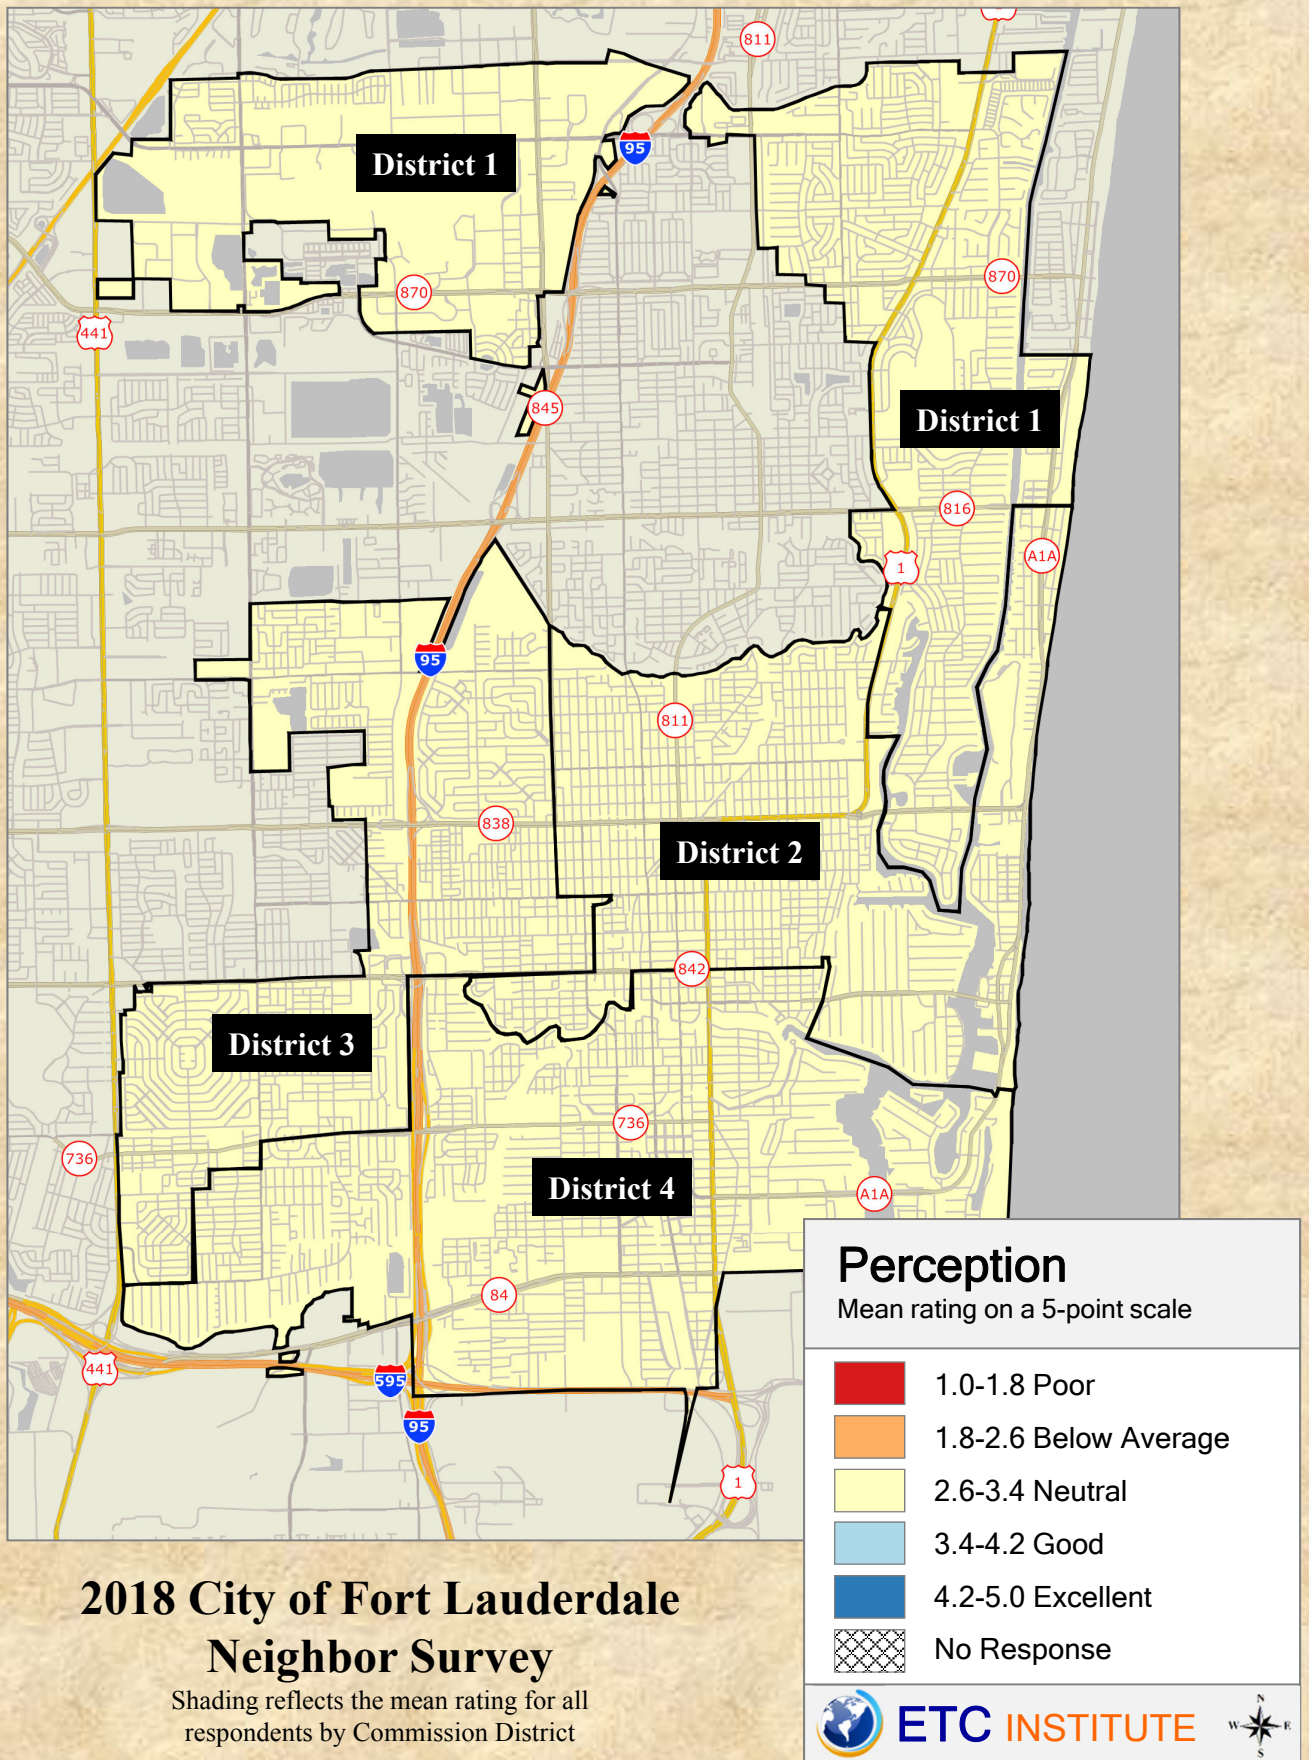 811
95
District 1
870
870
441
845
District 1
816
A1A
1
95
811
838
District 2
842
District 3
736
736
District 4
A1A
84
441
595
95
1
Perception
Mean rating on a 5-point scale
1.0-1.8 Poor
1.8-2.6 Below Average
2.6-3.4 Neutral
3.4-4.2 Good
4.2-5.0 Excellent
No Response
2018 City of Fort Lauderdale
Neighbor Survey
Shading reflects the mean rating for all
respondents by Commission District
ETC INSTITUTE
N
W E
S